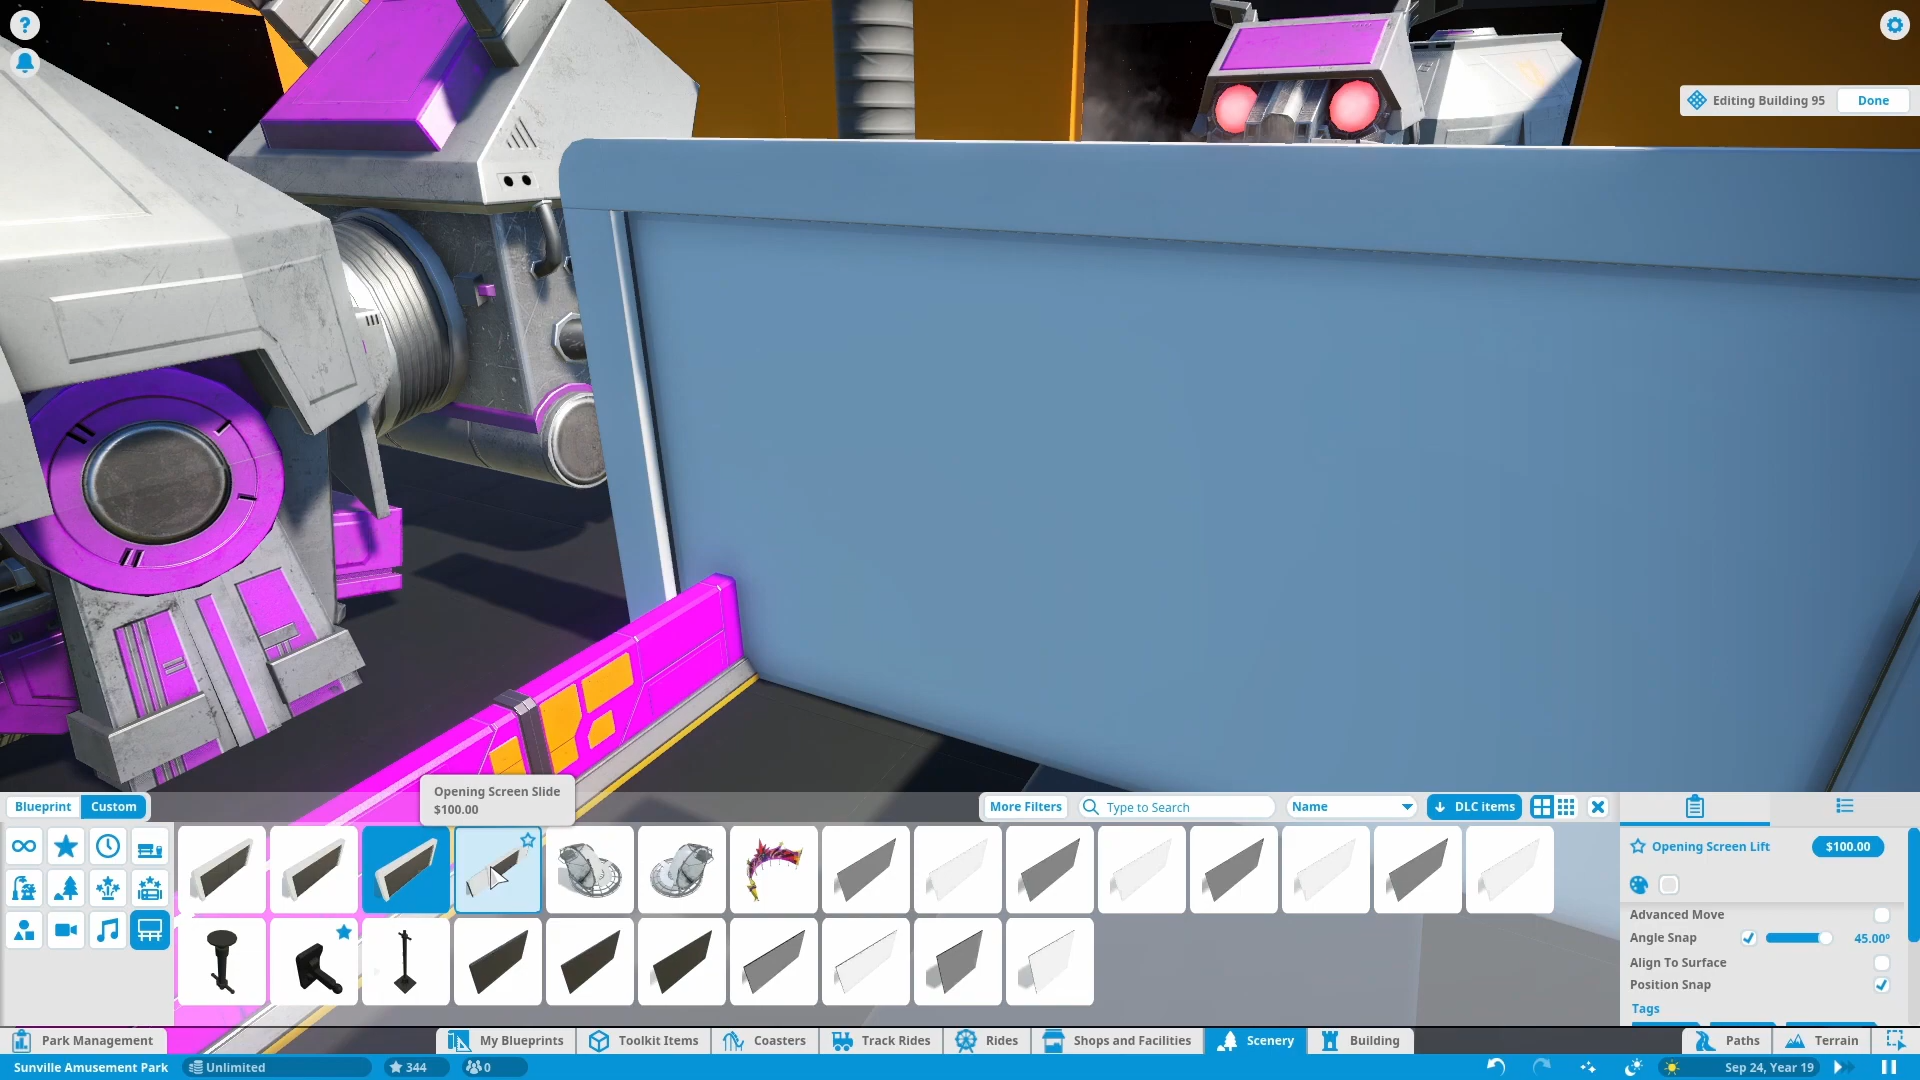 ?
Editing Building 95
Done
Opening Screen Slide
$100.00
Blueprint
Custom
More Filters
Type to Search
Name
DLC items
Opening Screen Lift
$100.00
Advanced Move
Angle Snap
45.00°
Align To Surface
Position Snap
Tags
Park Management
My Blueprints
Toolkit Items
Coasters
Track Rides
Rides
Shops and Facilities
Scenery
Building
Paths
Terrain
Sunville Amusement Park
Unlimited
344
0
Sep 24, Year 19